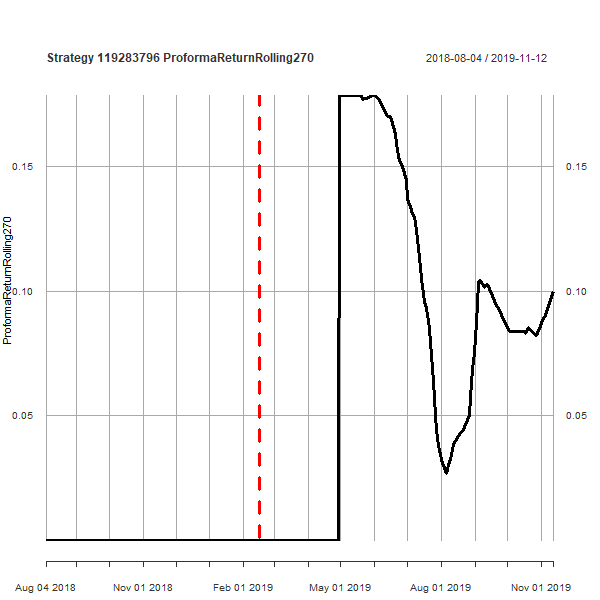 Strategy 119283796 ProformaReturnRolling270
2018-08-04 / 2019-11-12
ProformaReturnRolling270
0.15
0.15
0.10
0.10
0.05
0.05
Aug 04 2018
Nov 01 2018
Feb 01 2019
May 01 2019
Aug 01 2019
Nov 01 2019